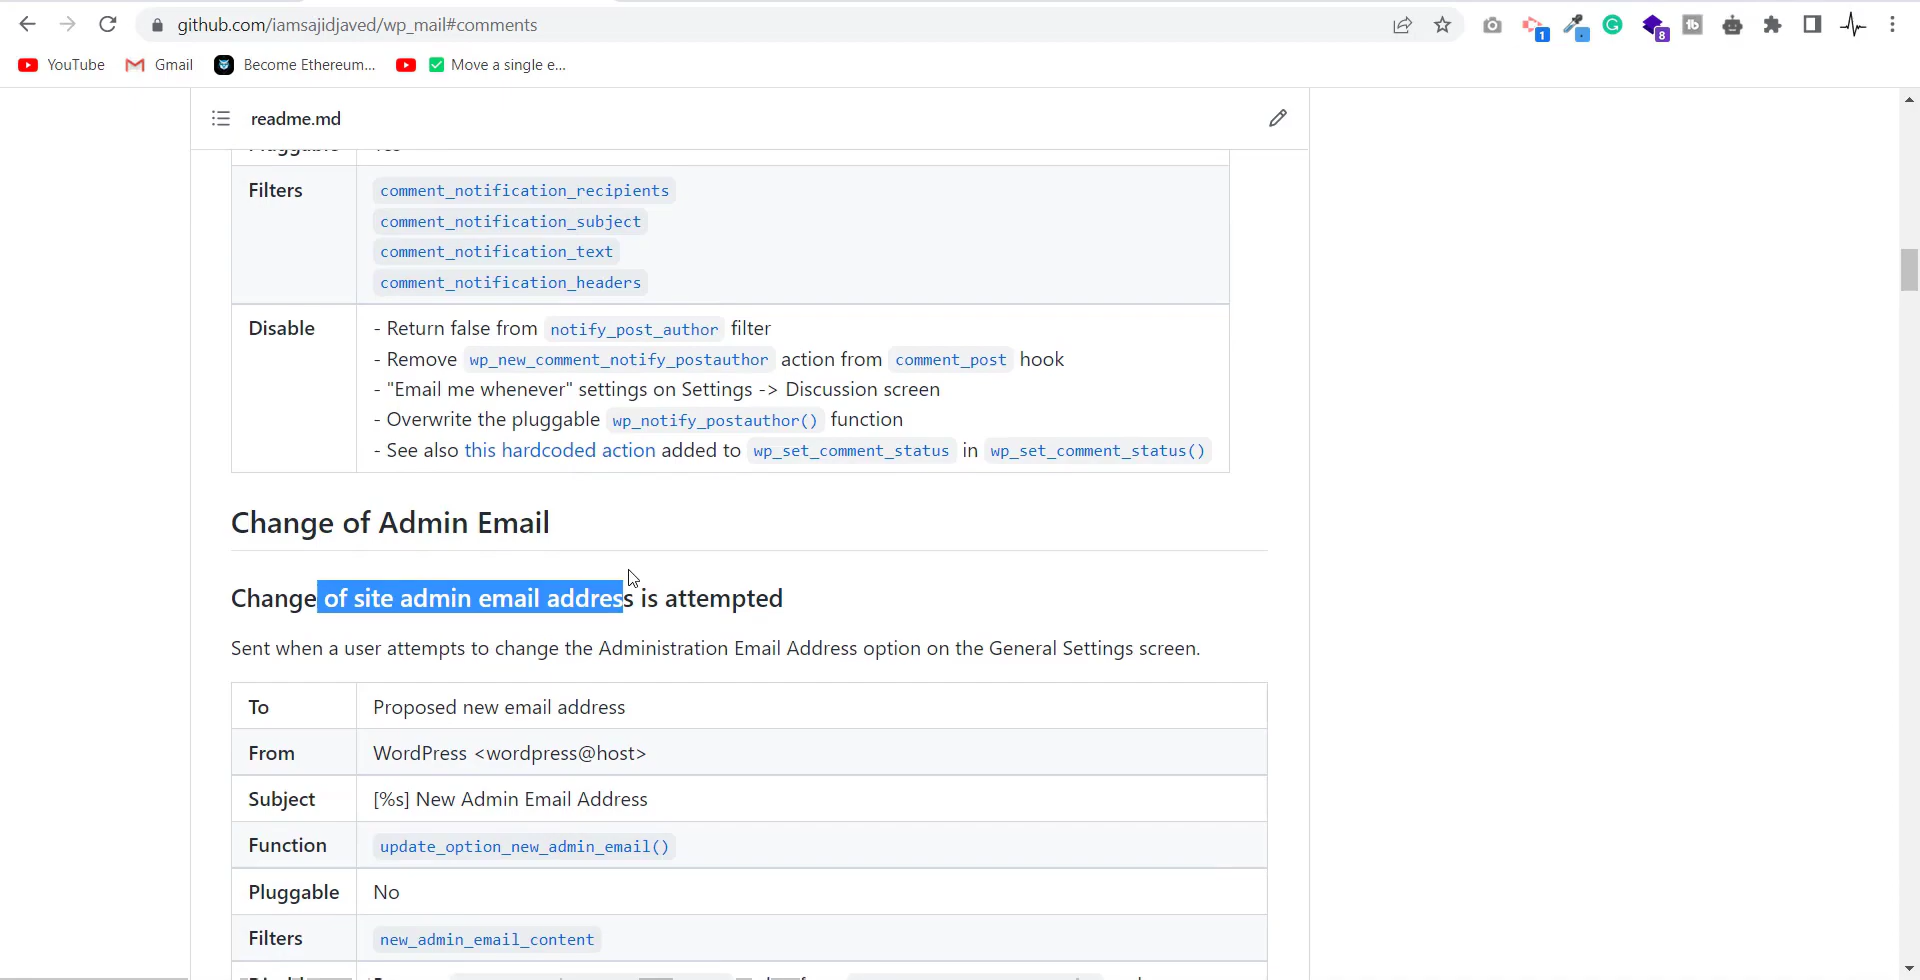 github.com/iamsajidjaved/wp_mail#comments
1
8
YouTube
Gmail
Become Ethereum...
Move a single e...
readme.md
Filters
comment_notification_recipients
comment_notification_subject
comment_notification_text
comment_notification_headers
Disable
- Return false from notify_post_author filter
- Remove wp_new_comment_notify_postauthor action from comment_post hook
- "Email me whenever" settings on Settings -> Discussion screen
- Overwrite the pluggable wp_notify_postauthor() function
- See also this hardcoded action added to wp_set_comment_status in wp_set_comment_status()
Change of Admin Email
Change of site admin email address is attempted
Sent when a user attempts to change the Administration Email Address option on the General Settings screen.
To Proposed new email address
From WordPress <wordpress@host>
Subject [%s] New Admin Email Address
Function update_option_new_admin_email()
Pluggable No
Filters new_admin_email_content